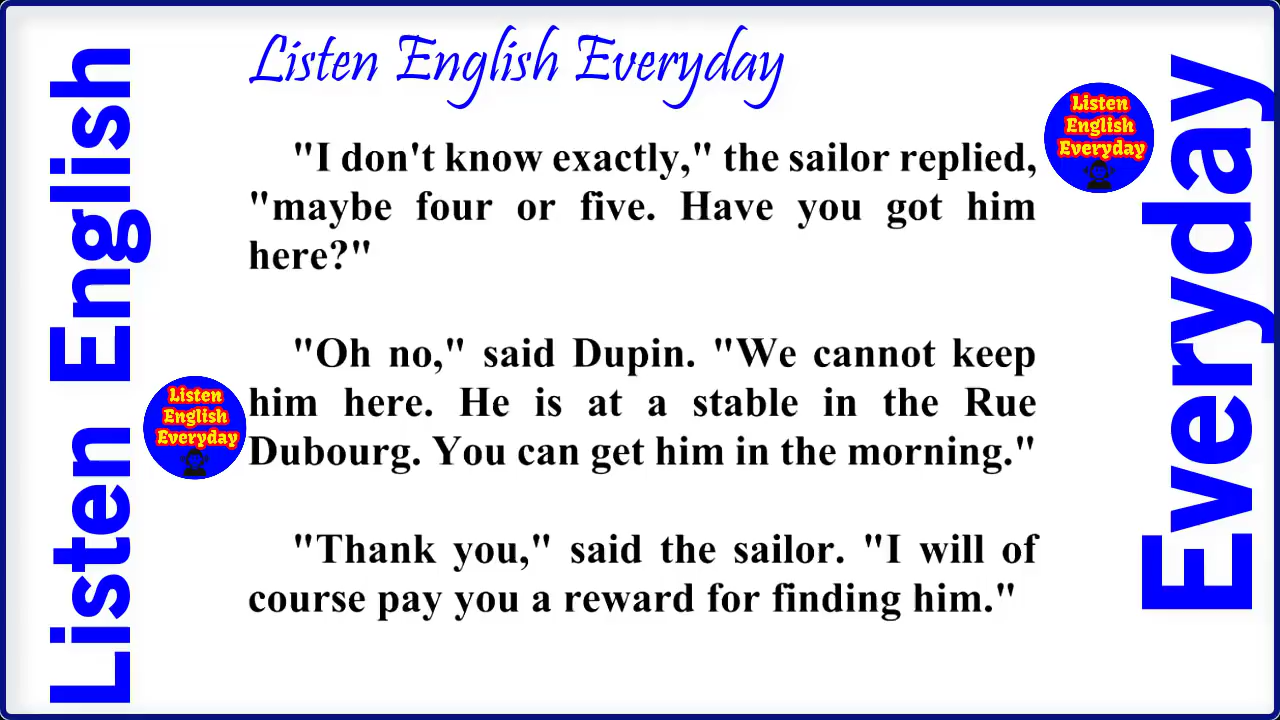 Listen English Everyday
"I don't know exactly," the sailor replied,
"maybe four or five. Have you got him
here?"
"Oh no," said Dupin. "We cannot keep
him here. He is at a stable in the Rue
Dubourg. You can get him in the morning."
"Thank you," said the sailor. "I will of
course pay you a reward for finding him."
Listen English
Everyday
Listen
English
Everyday
Listen
English
Everyday